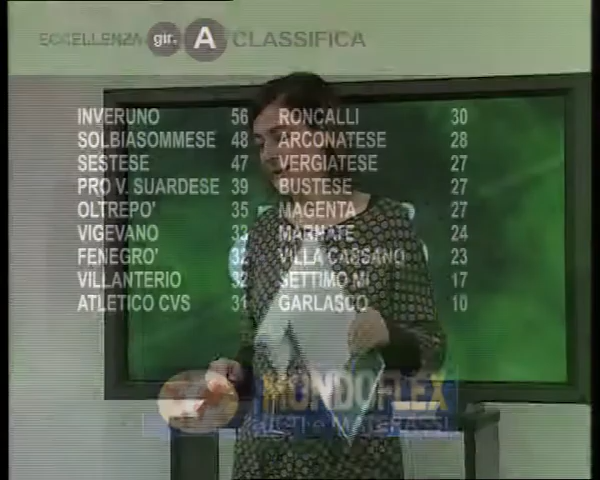 ECCELLENZA gir. A CLASSIFICA
INVERUNO 56
SOLBIASOMMESE 48
SESTESE 47
PRO V. SUARDESE 39
OLTREPO' 35
VIGEVANO 33
FENEGRO' 32
VILLANTERIO 32
ATLETICO CVS 31
RONCALLI 30
ARCONATESE 28
VERGIATESE 27
BUSTESE 27
MAGENTA 27
MARNATE 24
VILLA CASSANO 23
SETTIMO MI 17
GARLASCO 10
MONDOFLEX
MATERASSI